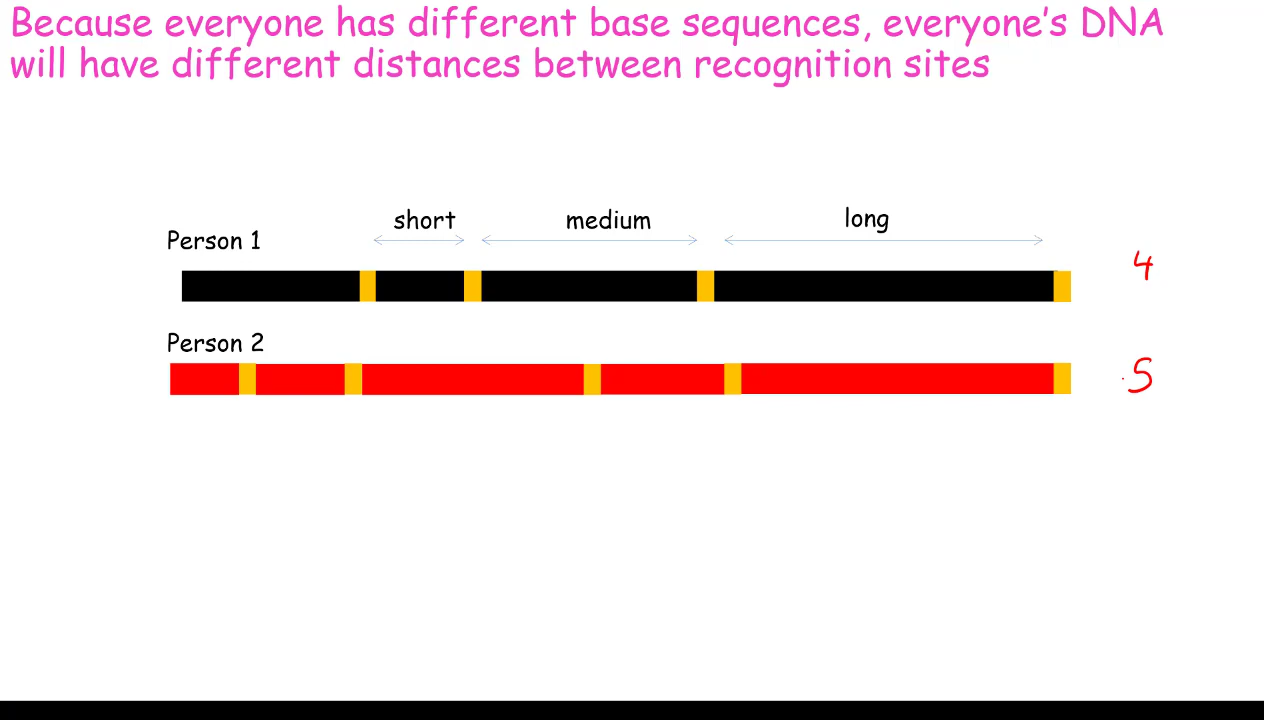 Because everyone has different base sequences, everyone's DNA
will have different distances between recognition sites
short medium long
Person 1
4
Person 2
5